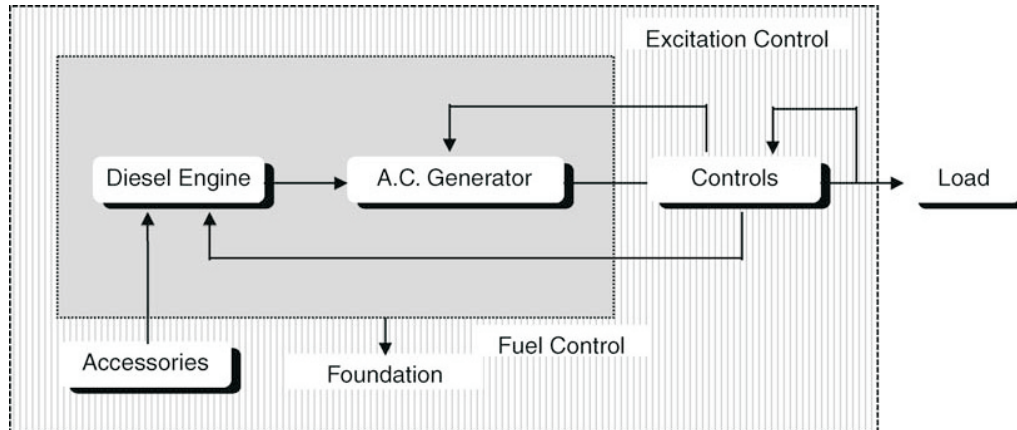 Excitation Control
Diesel Engine
A.C. Generator
Controls
Load
Accessories
Foundation
Fuel Control